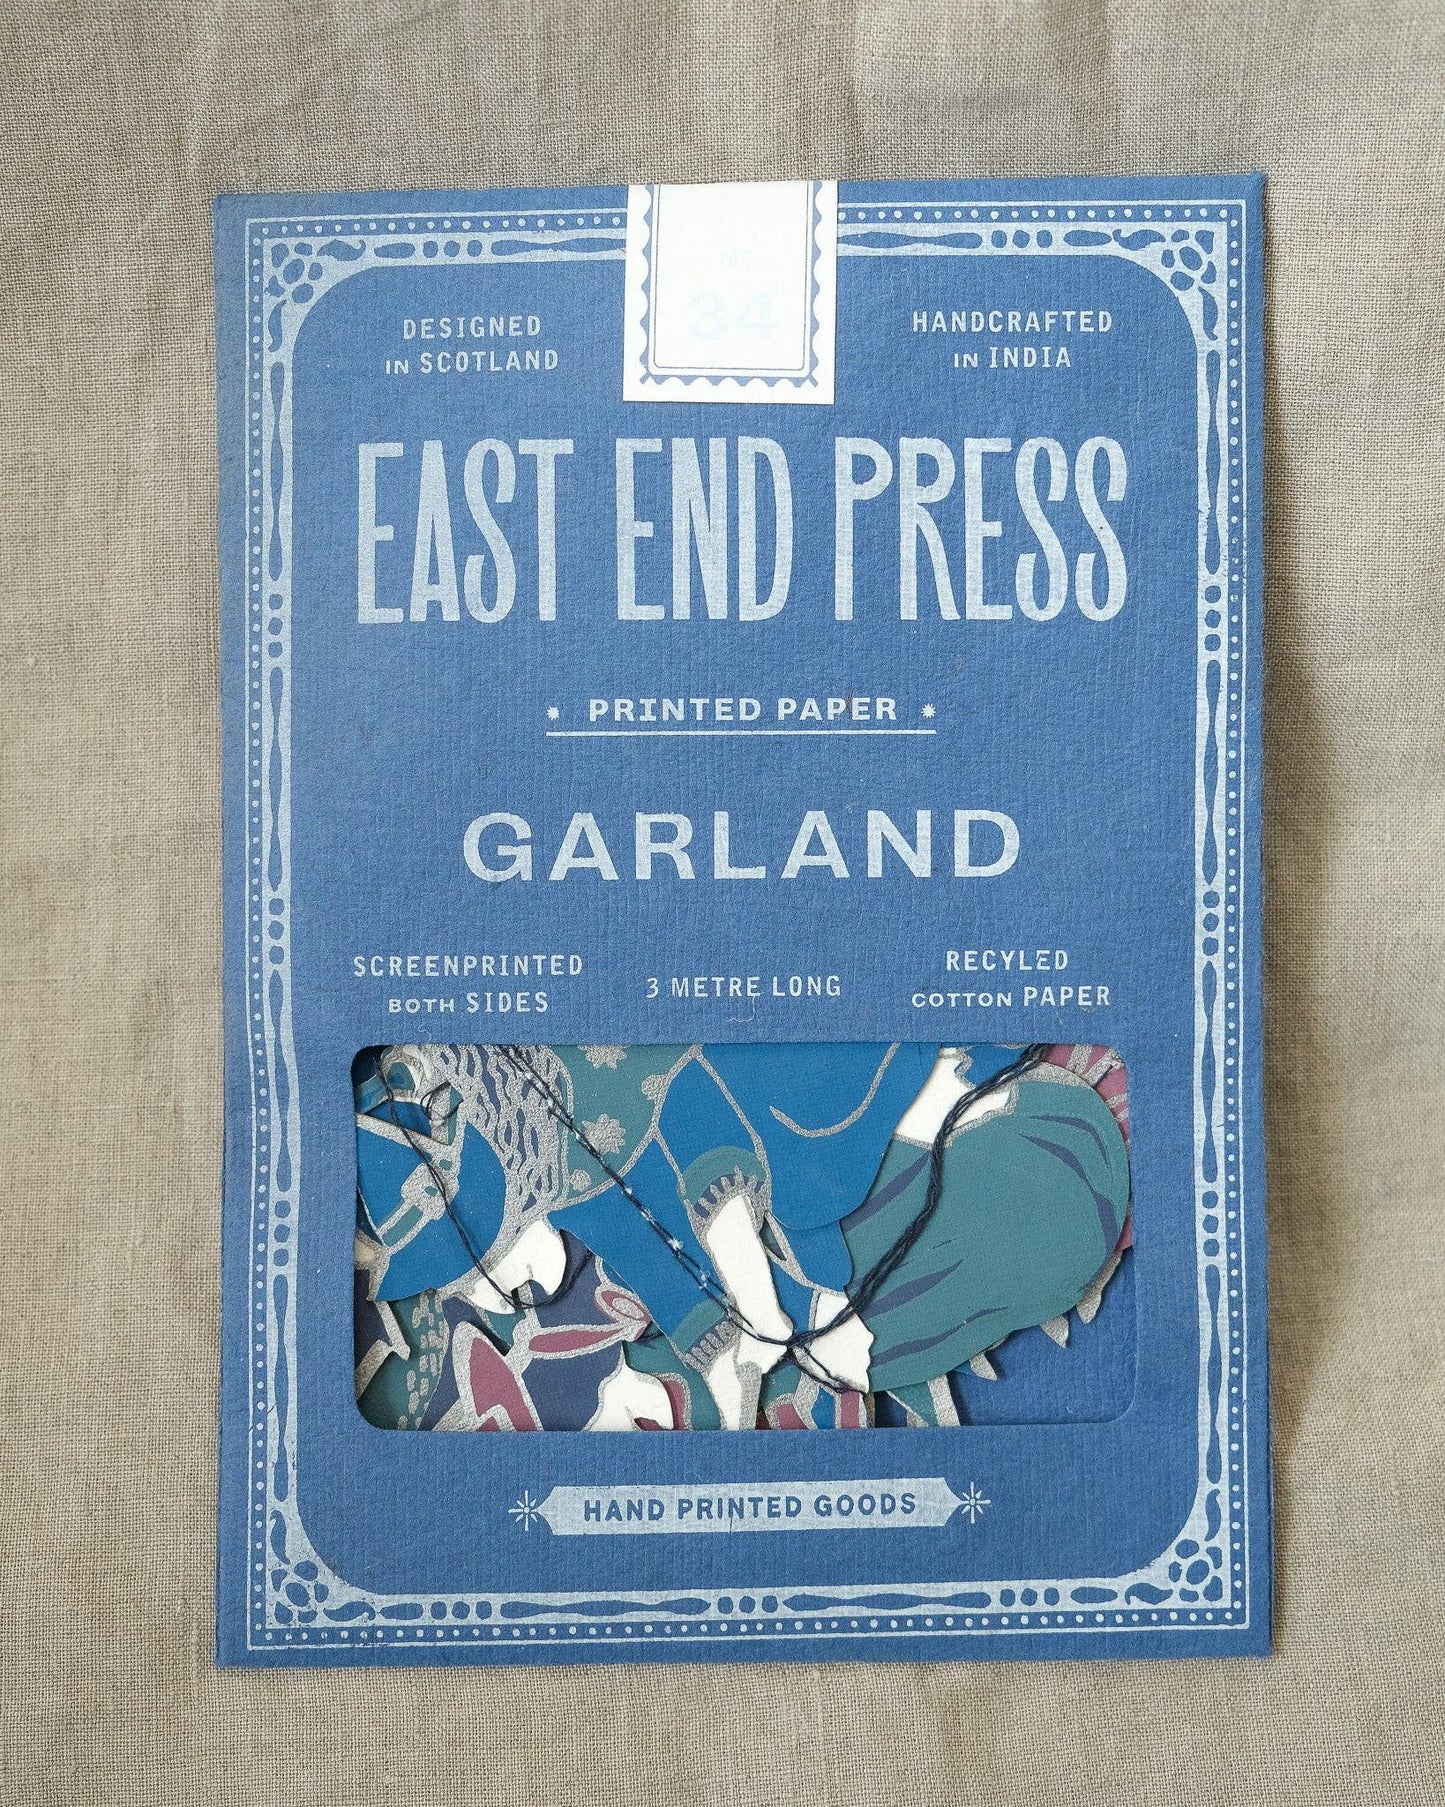 No
34
DESIGNED
IN SCOTLAND
HANDCRAFTED
IN INDIA
EAST END PRESS
PRINTED PAPER
GARLAND
SCREENPRINTED
BOTH SIDES
3 METRE LONG
RECYLED
COTTON PAPER
HAND PRINTED GOODS